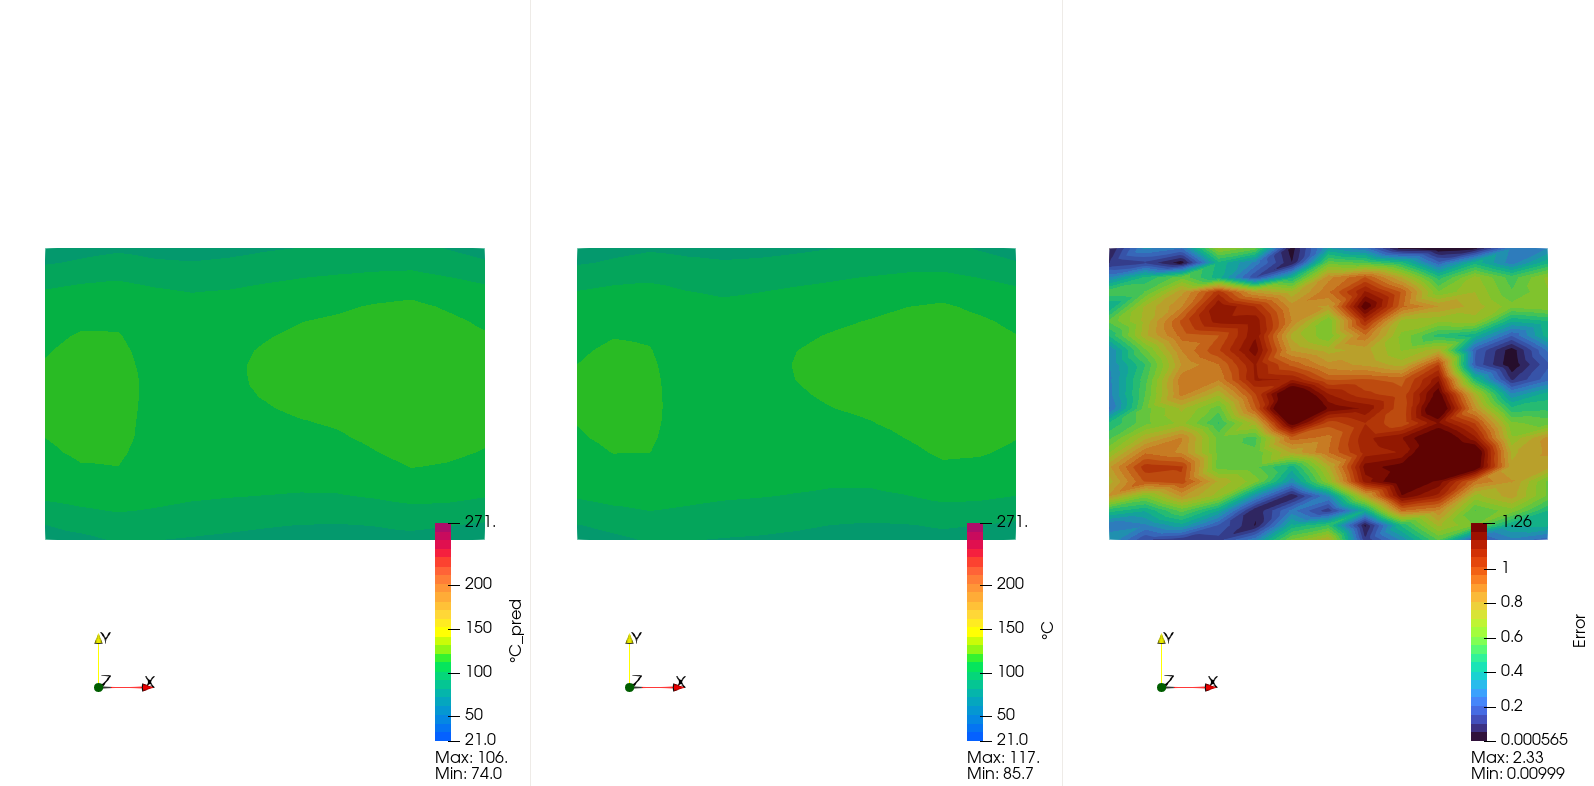 271.
200
150
100
50
21.0
°C_pred
Max: 106.
Min: 74.0
Y
Z
X
271.
200
150
100
50
21.0
°C
Max: 117.
Min: 85.7
Y
Z
X
1.26
1
0.8
0.6
0.4
0.2
0.000565
Error
Max: 2.33
Min: 0.00999
Y
Z
X